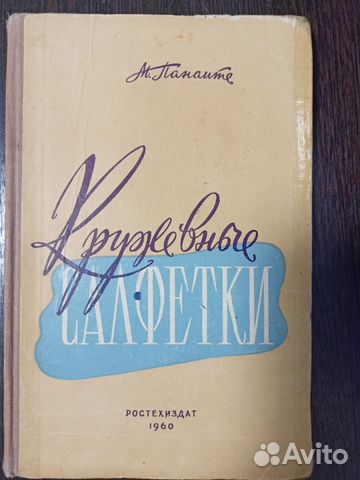 М. Панаите
Кружевные
САЛФЕТКИ
РОСТЕХИЗДАТ
1960
Avito